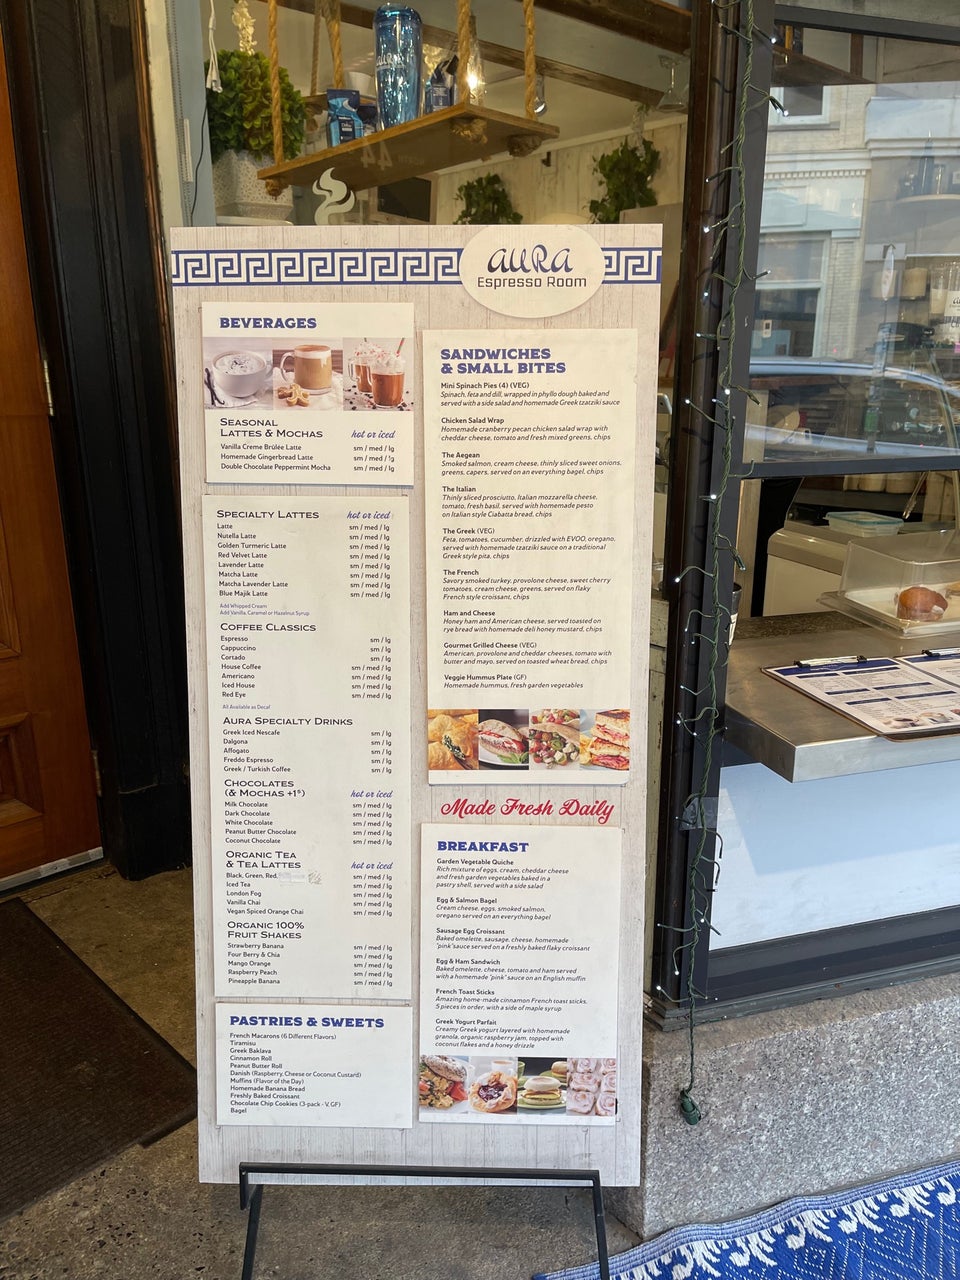 aura
Espresso Room
BEVERAGES
SEASONAL
LATTES & MOCHAS hot or iced
Vanilla Creme Brûlée Latte sm / med / lg
Homemade Gingerbread Latte sm / med / lg
Double Chocolate Peppermint Mocha sm / med / lg
SPECIALTY LATTES hot or iced
Latte sm / med / lg
Nutella Latte sm / med / lg
Golden Turmeric Latte sm / med / lg
Red Velvet Latte sm / med / lg
Lavender Latte sm / med / lg
Matcha Latte sm / med / lg
Matcha Lavender Latte sm / med / lg
Blue Majik Latte sm / med / lg
Add Whipped Cream
Add Vanilla, Caramel or Hazelnut Syrup
COFFEE CLASSICS
Espresso sm / lg
Cappuccino sm / lg
Cortado sm / lg
House Coffee sm / med / lg
Americano sm / med / lg
Iced House sm / med / lg
Red Eye sm / med / lg
All Available as Decaf
AURA SPECIALTY DRINKS
Greek Iced Nescafe sm / lg
Dalgona sm / lg
Affogato sm / lg
Freddo Espresso sm / lg
Greek / Turkish Coffee sm / lg
CHOCOLATES
(& MOCHAS +1$) hot or iced
Milk Chocolate sm / med / lg
Dark Chocolate sm / med / lg
White Chocolate sm / med / lg
Peanut Butter Chocolate sm / med / lg
Coconut Chocolate sm / med / lg
ORGANIC TEA
& TEA LATTES hot or iced
Black, Green, Red, sm / med / lg
Iced Tea sm / med / lg
London Fog sm / med / lg
Vanilla Chai sm / med / lg
Vegan Spiced Orange Chai sm / med / lg
ORGANIC 100%
FRUIT SHAKES
Strawberry Banana sm / med / lg
Four Berry & Chia sm / med / lg
Mango Orange sm / med / lg
Raspberry Peach sm / med / lg
Pineapple Banana sm / med / lg
PASTRIES & SWEETS
French Macarons (6 Different Flavors)
Tiramisu
Greek Baklava
Cinnamon Roll
Peanut Butter Roll
Danish (Raspberry, Cheese or Coconut Custard)
Muffins (Flavor of the Day)
Homemade Banana Bread
Freshly Baked Croissant
Chocolate Chip Cookies (3-pack - V, GF)
Bagel
SANDWICHES
& SMALL BITES
Mini Spinach Pies (4) (VEG)
Spinach, feta and dill, wrapped in phyllo dough baked and
served with a side salad and homemade Greek tzatziki sauce
Chicken Salad Wrap
Homemade cranberry pecan chicken salad wrap with
cheddar cheese, tomato and fresh mixed greens, chips
The Aegean
Smoked salmon, cream cheese, thinly sliced sweet onions,
greens, capers, served on an everything bagel, chips
The Italian
Thinly sliced prosciutto, Italian mozzarella cheese,
tomato, fresh basil, served with homemade pesto
on Italian style Ciabatta bread, chips
The Greek (VEG)
Feta, tomatoes, cucumber, drizzled with EVOO, oregano,
served with homemade tzatziki sauce on a traditional
Greek style pita, chips
The French
Savory smoked turkey, provolone cheese, sweet cherry
tomatoes, cream cheese, greens, served on flaky
French style croissant, chips
Ham and Cheese
Honey ham and American cheese, served toasted on
rye bread with homemade deli honey mustard, chips
Gourmet Grilled Cheese (VEG)
American, provolone and cheddar cheeses, tomato with
butter and mayo, served on toasted wheat bread, chips
Veggie Hummus Plate (GF)
Homemade hummus, fresh garden vegetables
Made Fresh Daily
BREAKFAST
Garden Vegetable Quiche
Rich mixture of eggs, cream, cheddar cheese
and fresh garden vegetables, baked in a
pastry shell, served with a side salad
Egg & Salmon Bagel
Cream cheese, eggs, smoked salmon,
oregano served on an everything bagel
Sausage Egg Croissant
Baked omelette, sausage, cheese, homemade
"pink" sauce served on a freshly baked flaky croissant
Egg & Ham Sandwich
Baked omelette, cheese, tomato and ham served
with a homemade "pink" sauce on an English muffin
French Toast Sticks
Amazing home-made cinnamon French toast sticks,
5 pieces in order, with a side of maple syrup
Greek Yogurt Parfait
Creamy Greek yogurt layered with homemade
granola, organic raspberry jam, topped with
coconut flakes and a honey drizzle